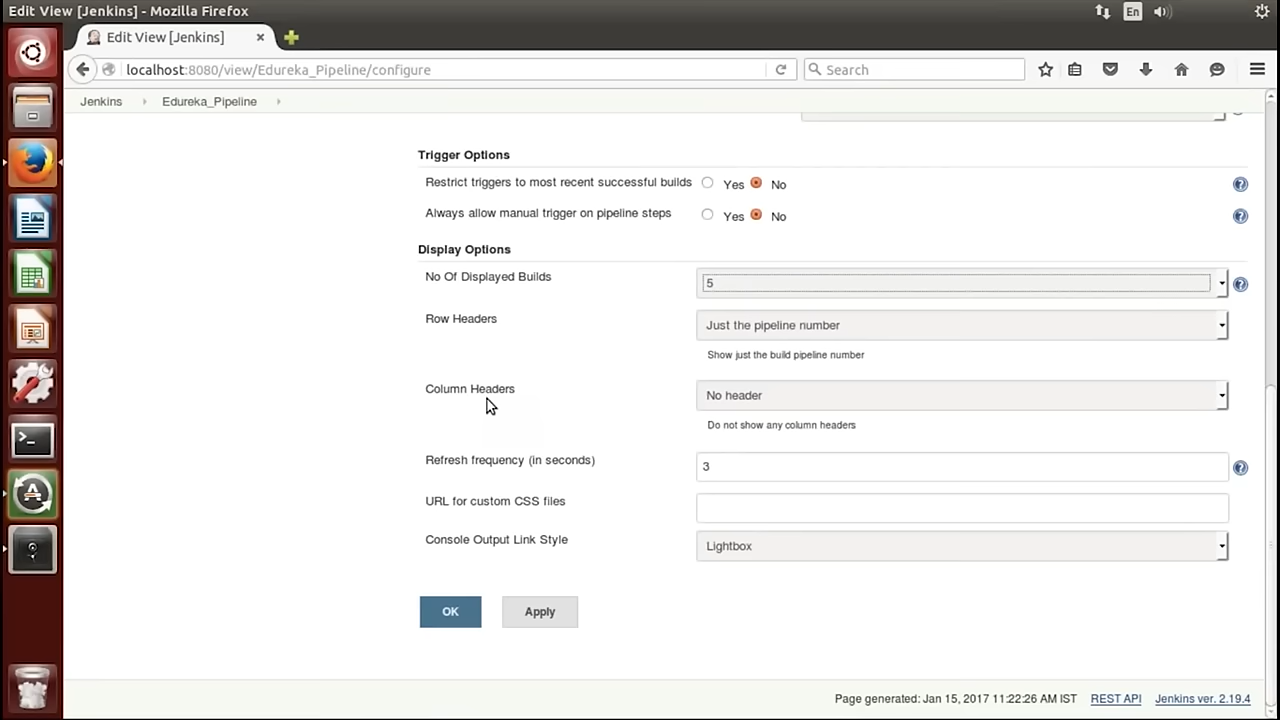 Edit View [Jenkins] - Mozilla Firefox
En
Edit View [Jenkins]
localhost:8080/view/Edureka_Pipeline/configure
Search
Jenkins
Edureka_Pipeline
Trigger Options
Restrict triggers to most recent successful builds Yes No
Always allow manual trigger on pipeline steps Yes No
Display Options
No Of Displayed Builds 5
Row Headers Just the pipeline number
Show just the build pipeline number
Column Headers No header
Do not show any column headers
Refresh frequency (in seconds) 3
URL for custom CSS files
Console Output Link Style Lightbox
OK Apply
Page generated: Jan 15, 2017 11:22:26 AM IST REST API Jenkins ver. 2.19.4